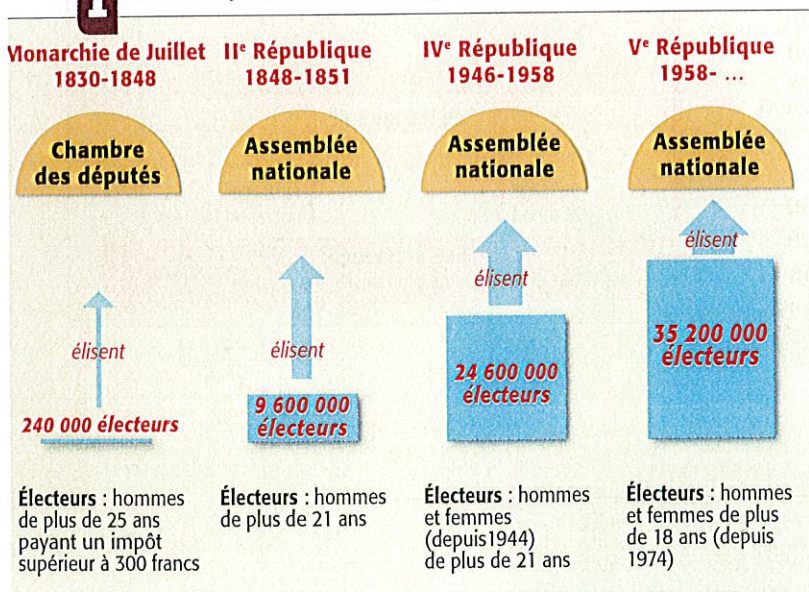 Monarchie de Juillet
1830-1848
Chambre
des députés
élisent
240 000 électeurs
Électeurs : hommes
de plus de 25 ans
payant un impôt
supérieur à 300 francs
IIe République
1848-1851
Assemblée
nationale
élisent
9 600 000
électeurs
Électeurs : hommes
de plus de 21 ans
IVe République
1946-1958
Assemblée
nationale
élisent
24 600 000
électeurs
Électeurs : hommes
et femmes
(depuis1944)
de plus de 21 ans
Ve République
1958- ...
Assemblée
nationale
élisent
35 200 000
électeurs
Électeurs : hommes
et femmes de plus
de 18 ans (depuis
1974)